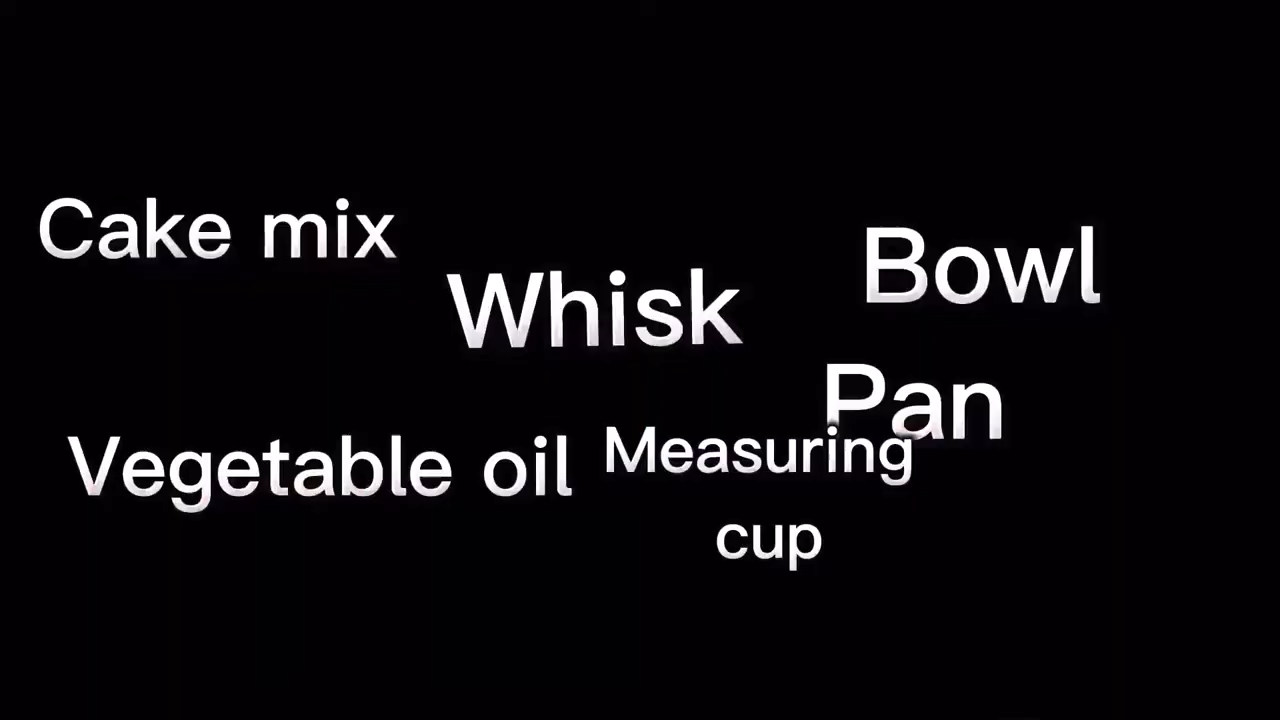 Cake mix
Whisk
Bowl
Pan
Vegetable oil
Measuring
cup